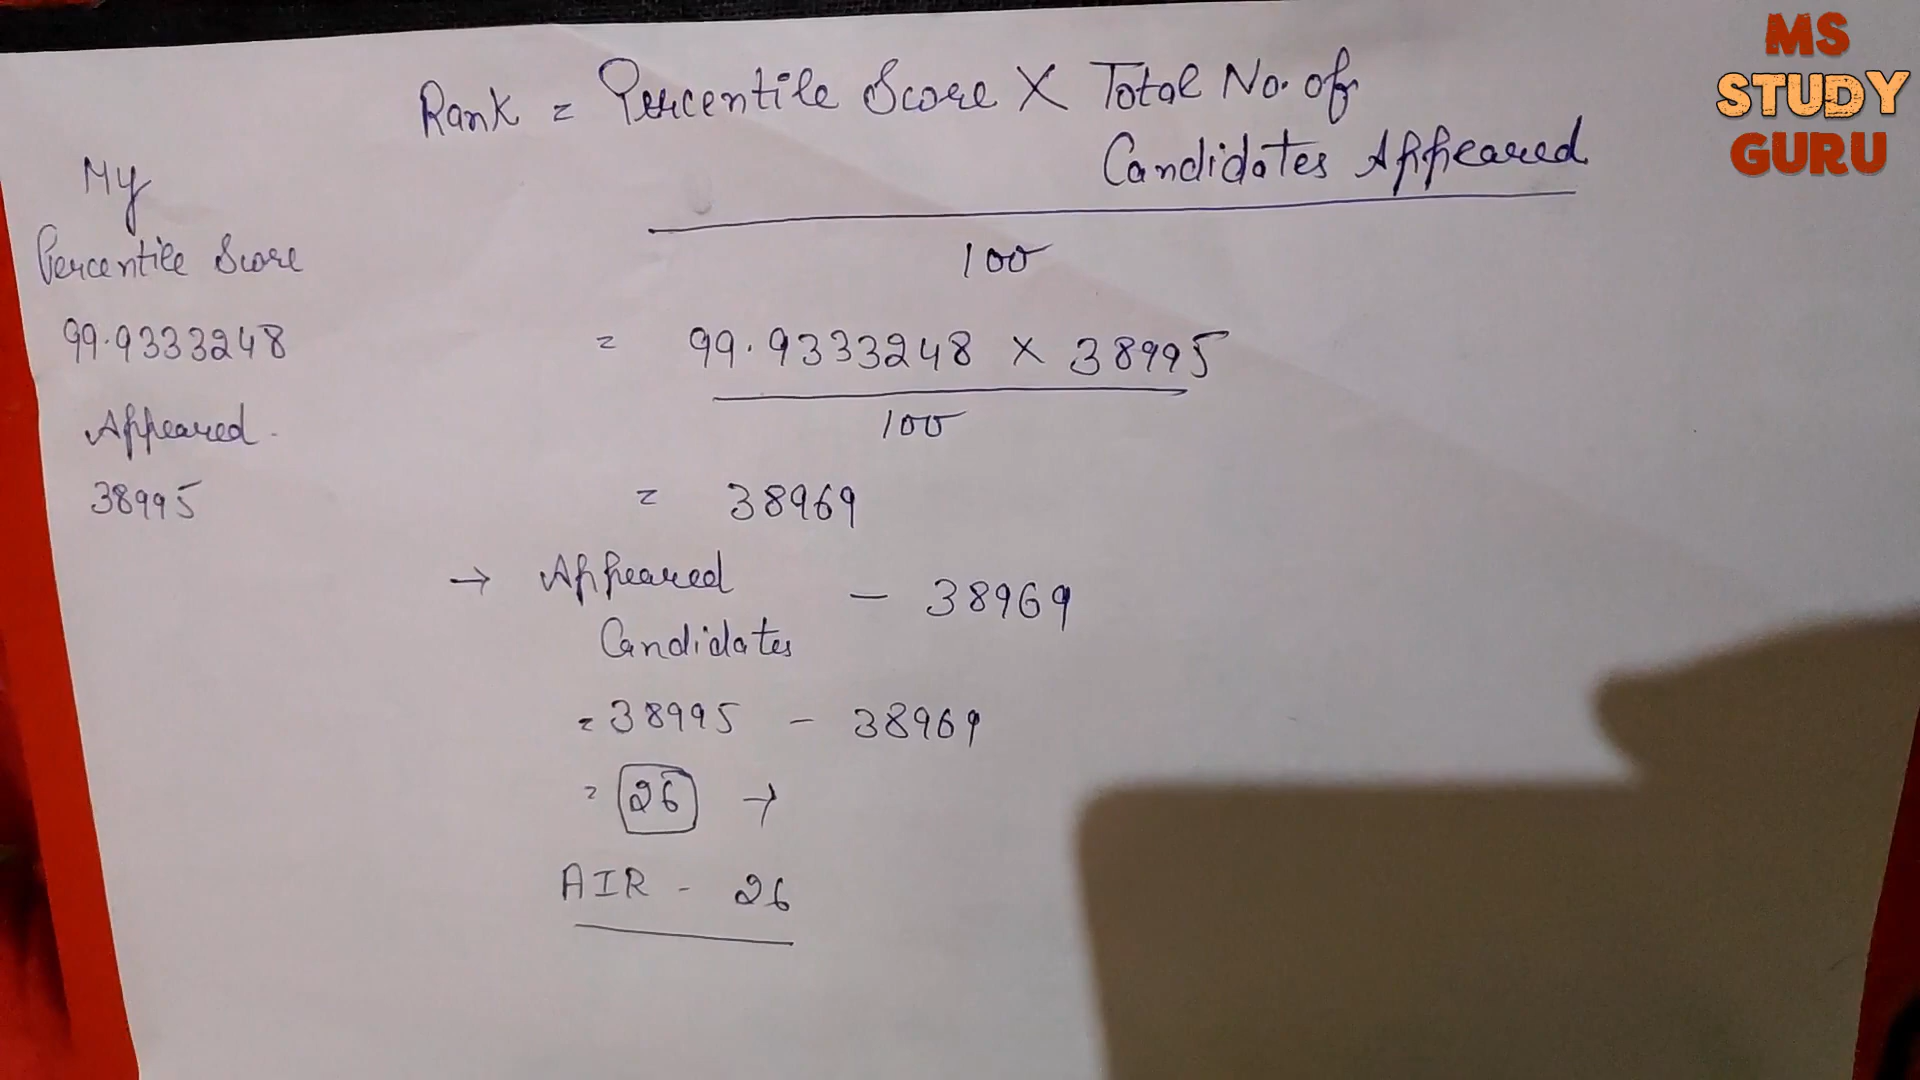 MS
STUDY
GURU
Rank = Percentile Score X Total No. of
Candidates Appeared
100
My
Percentile Score
99.9333248
Appeared.
38995
= 99.9333248 X 38995
100
= 38969
→ Appeared
Candidates
- 38969
= 38995 - 38969
= 26 →
AIR - 26